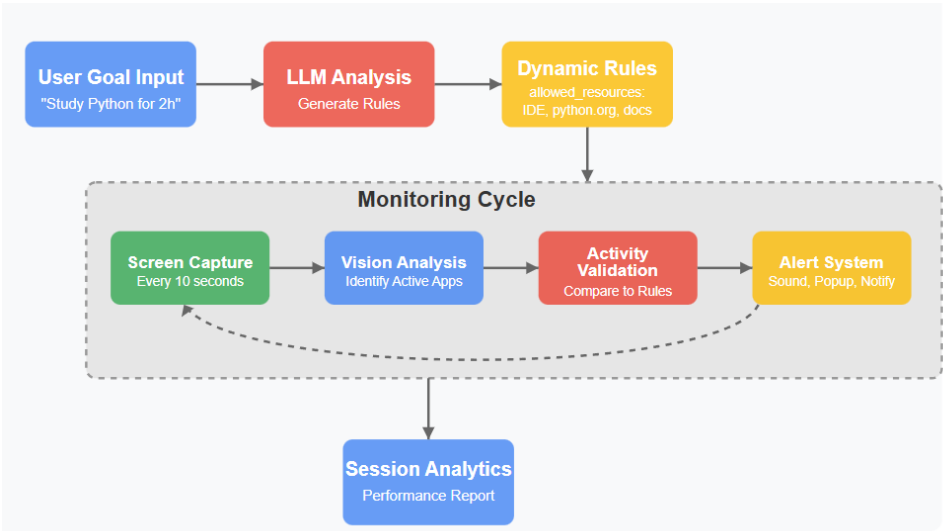 User Goal Input
"Study Python for 2h"
LLM Analysis
Generate Rules
Dynamic Rules
allowed_resources:
IDE, python.org, docs
Monitoring Cycle
Screen Capture
Every 10 seconds
Vision Analysis
Identify Active Apps
Activity
Validation
Compare to Rules
Alert System
Sound, Popup, Notify
Session Analytics
Performance Report